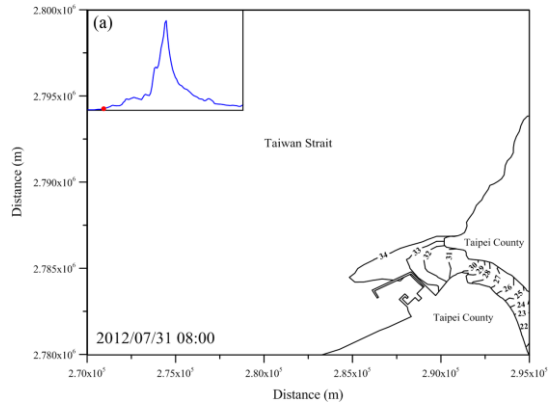 (a)
2.800x10⁶
2.795x10⁶
2.790x10⁶
2.785x10⁶
2.780x10⁶
Distance (m)
Taiwan Strait
Taipei County
34
33
32
31
30
29
28
27
26
25
24
23
22
Taipei County
2012/07/31 08:00
2.70x10⁵
2.75x10⁵
2.80x10⁵
2.85x10⁵
2.90x10⁵
2.95x10⁵
Distance (m)